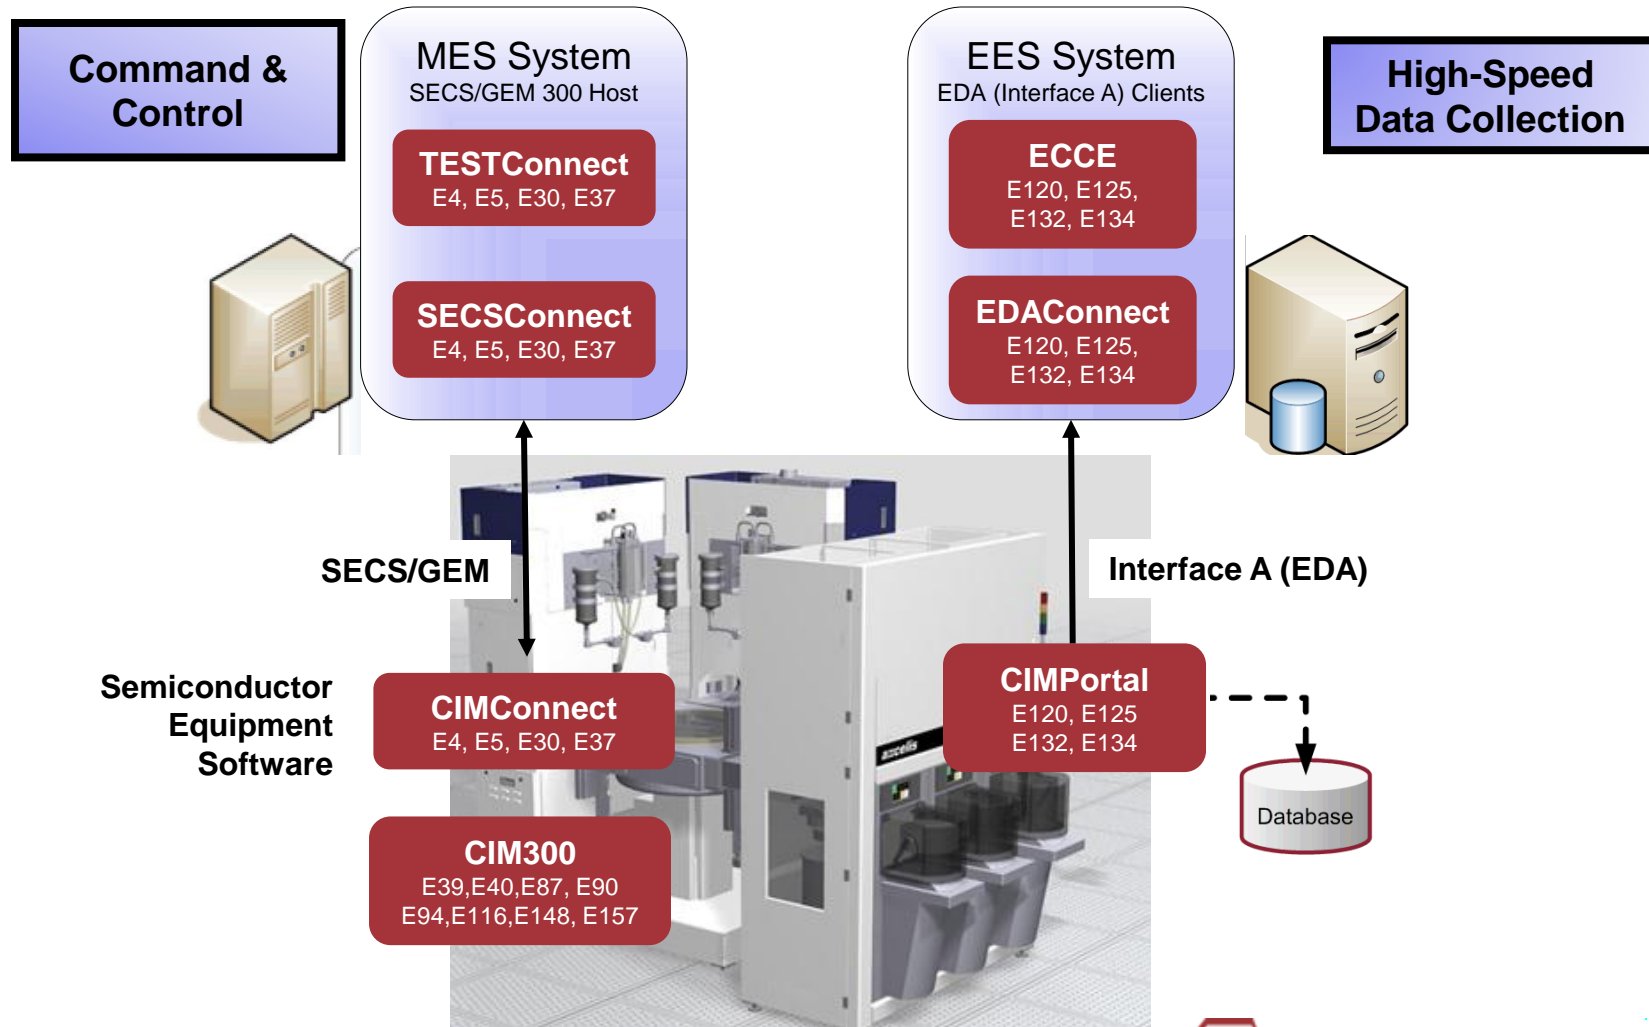 Command &
Control
MES System
SECS/GEM 300 Host
TESTConnect
E4, E5, E30, E37
SECSConnect
E4, E5, E30, E37
EES System
EDA (Interface A) Clients
ECCE
E120, E125,
E132, E134
EDAConnect
E120, E125,
E132, E134
High-Speed
Data Collection
SECS/GEM
Interface A (EDA)
Semiconductor
Equipment
Software
CIMConnect
E4, E5, E30, E37
CIM300
E39,E40,E87, E90
E94,E116,E148, E157
CIMPortal
E120, E125
E132, E134
axcelis
Database